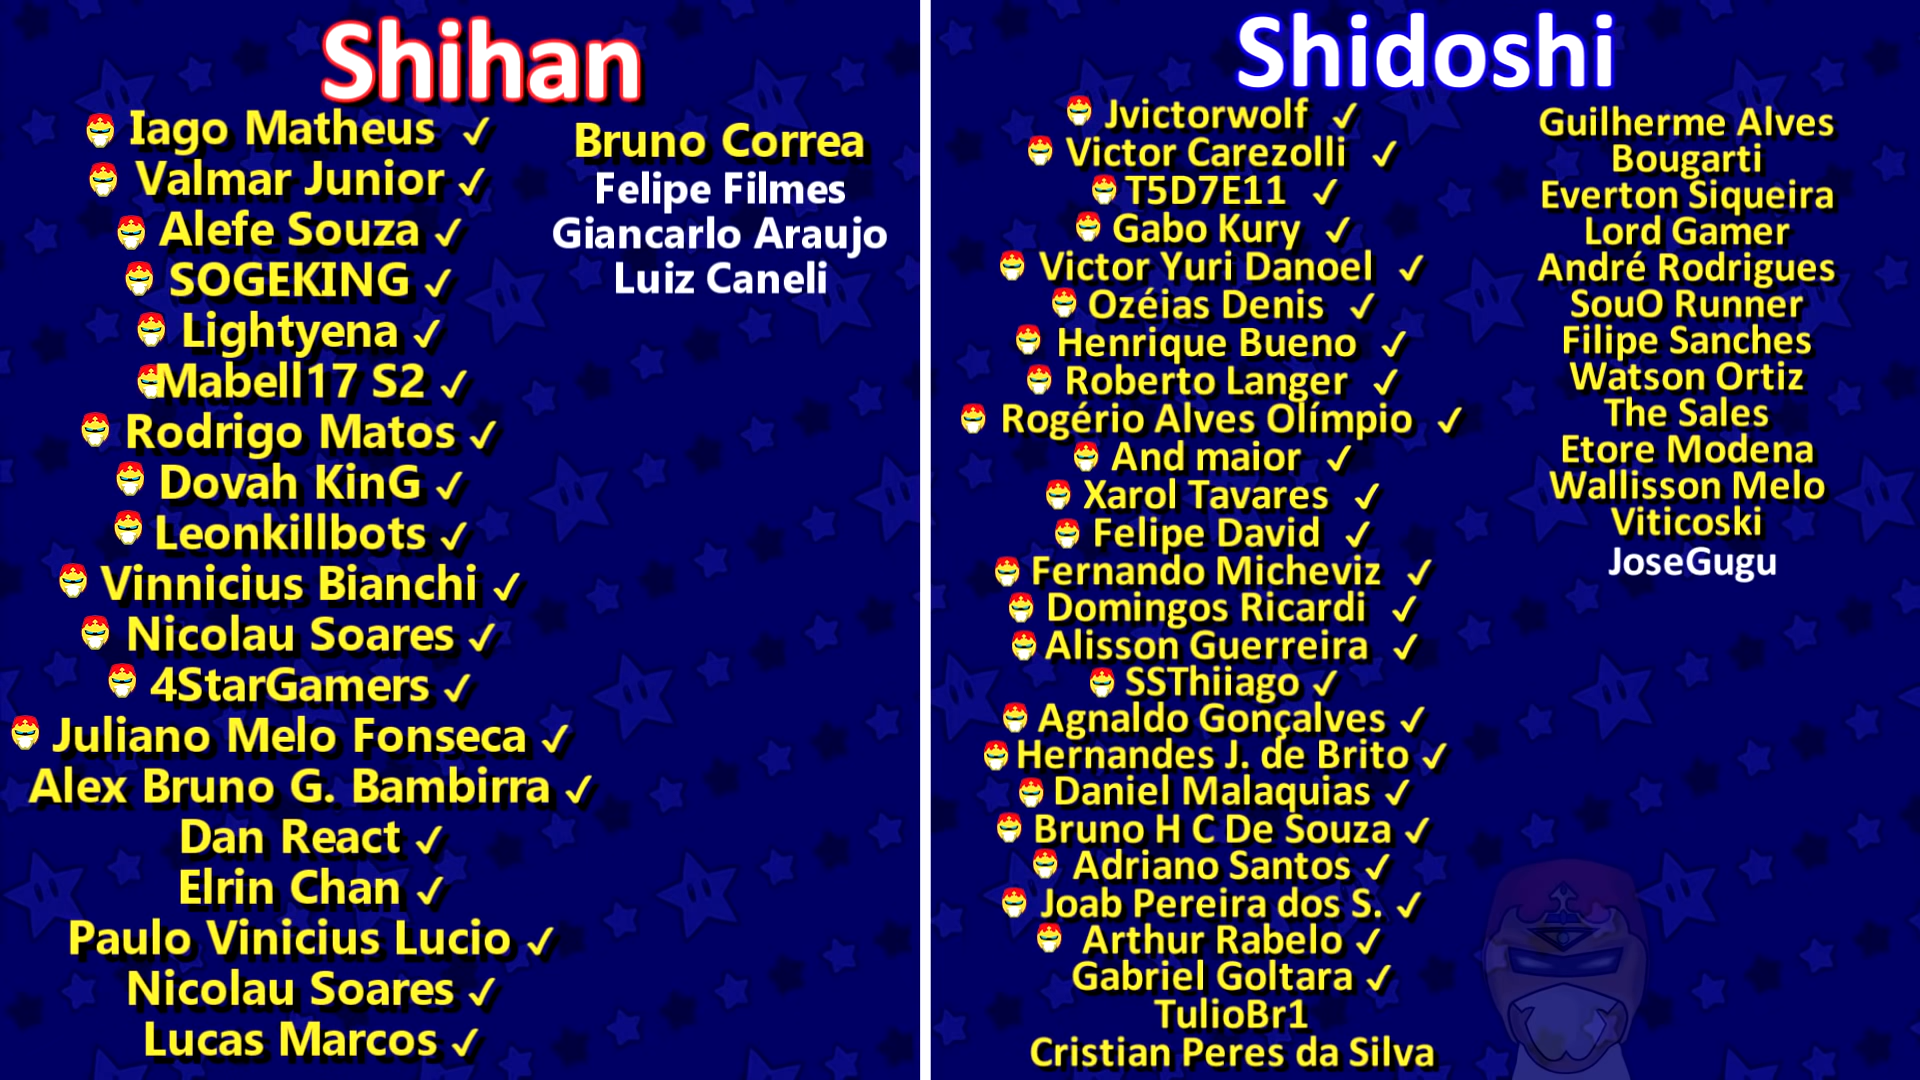 Shihan
Iago Matheus ✓
Valmar Junior ✓
Alefe Souza ✓
SOGEKING ✓
Lightyena ✓
Mabell17 S2 ✓
Rodrigo Matos ✓
Dovah KinG ✓
Leonkillbots ✓
Vinnicius Bianchi ✓
Nicolau Soares ✓
4StarGamers ✓
Juliano Melo Fonseca ✓
Alex Bruno G. Bambirra ✓
Dan React ✓
Elrin Chan ✓
Paulo Vinicius Lucio ✓
Nicolau Soares ✓
Lucas Marcos ✓
Bruno Correa
Felipe Filmes
Giancarlo Araujo
Luiz Caneli
Shidoshi
Jvictorwolf ✓
Victor Carezolli ✓
T5D7E11 ✓
Gabo Kury ✓
Victor Yuri Danoel ✓
Ozéias Denis ✓
Henrique Bueno ✓
Roberto Langer ✓
Rogério Alves Olímpio ✓
And maior ✓
Xarol Tavares ✓
Felipe David ✓
Fernando Micheviz ✓
Domingos Ricardi ✓
Alisson Guerreira ✓
SSThiiago ✓
Agnaldo Gonçalves ✓
Hernandes J. de Brito ✓
Daniel Malaquias ✓
Bruno H C De Souza ✓
Adriano Santos ✓
Joab Pereira dos S. ✓
Arthur Rabelo ✓
Gabriel Goltara ✓
TulioBr1
Cristian Peres da Silva
Guilherme Alves
Bougarti
Everton Siqueira
Lord Gamer
André Rodrigues
SouO Runner
Filipe Sanches
Watson Ortiz
The Sales
Etore Modena
Wallisson Melo
Viticoski
JoseGugu